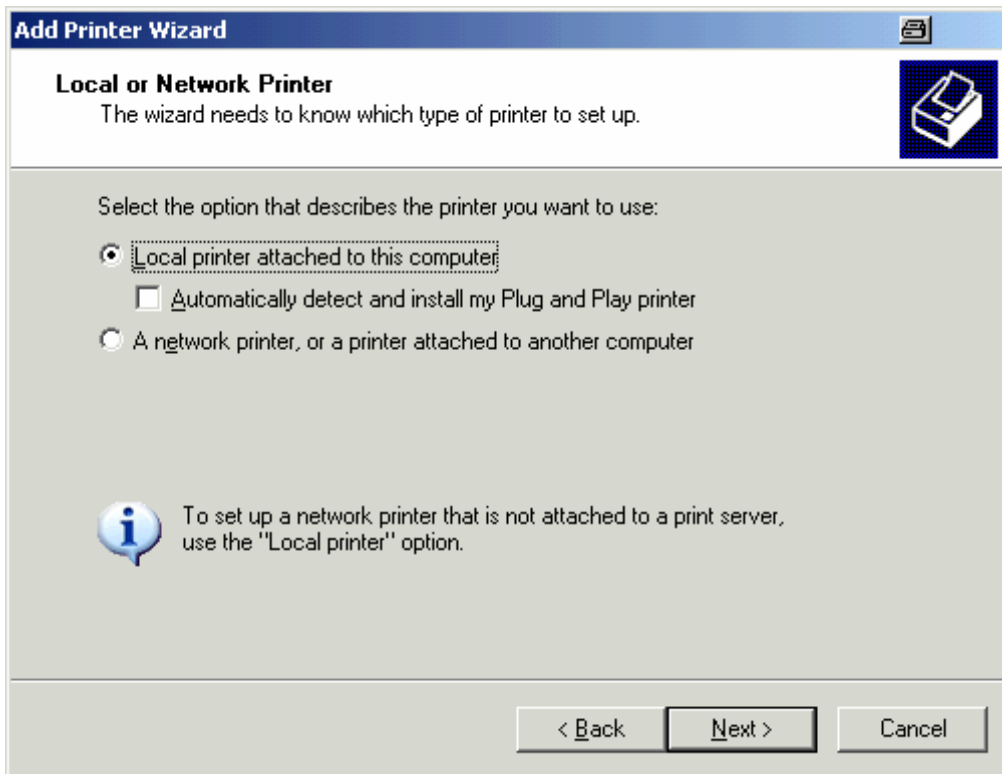 Add Printer Wizard
Local or Network Printer
The wizard needs to know which type of printer to set up.
Select the option that describes the printer you want to use:
Local printer attached to this computer
Automatically detect and install my Plug and Play printer
A network printer, or a printer attached to another computer
To set up a network printer that is not attached to a print server,
use the "Local printer" option.
< Back
Next >
Cancel